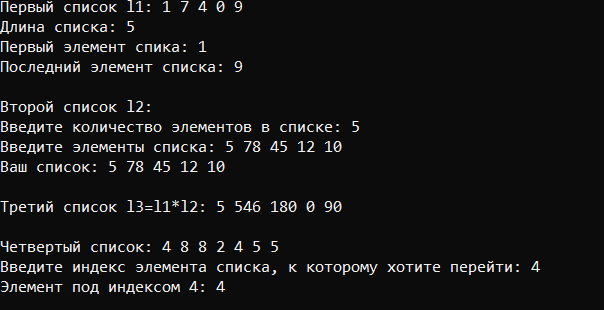 Первый список l1: 1 7 4 0 9
Длина списка: 5
Первый элемент спика: 1
Последний элемент списка: 9
Второй список l2:
Введите количество элементов в списке: 5
Введите элементы списка: 5 78 45 12 10
Ваш список: 5 78 45 12 10
Третий список l3=l1*l2: 5 546 180 0 90
Четвертый список: 4 8 8 2 4 5 5
Введите индекс элемента списка, к которому хотите перейти: 4
Элемент под индексом 4: 4